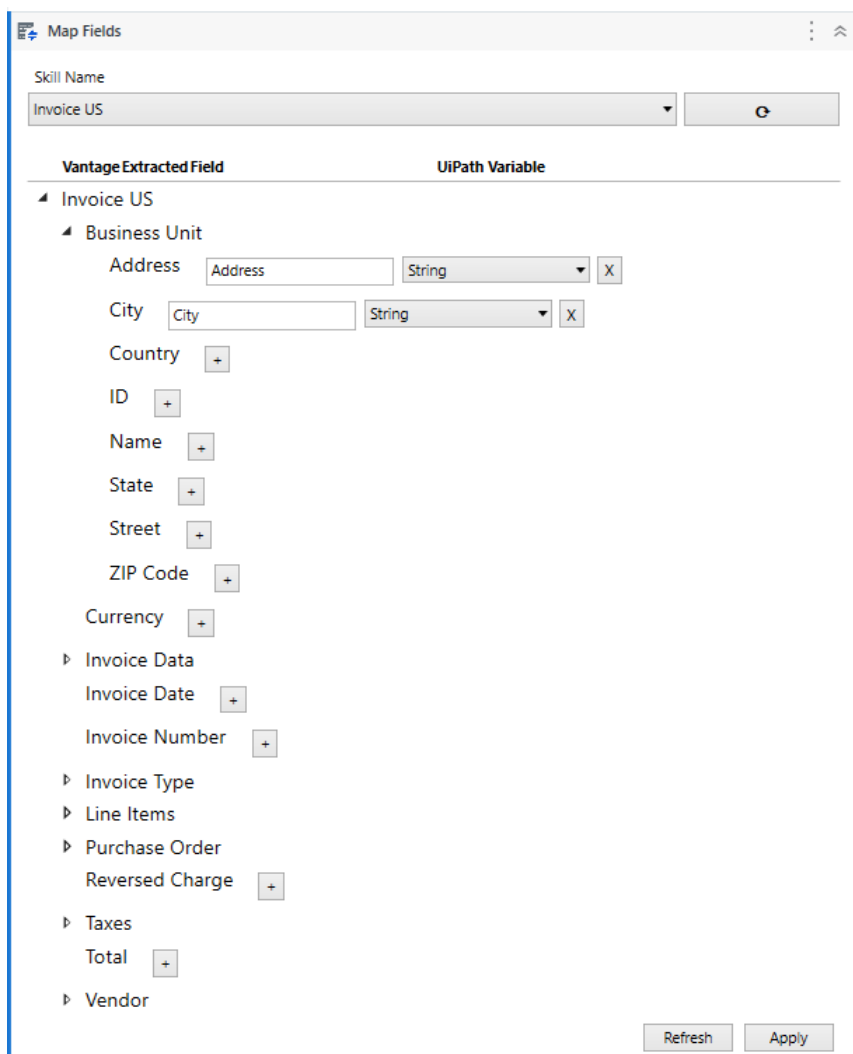 Map Fields
Skill Name
Invoice US
Vantage Extracted Field UiPath Variable
Invoice US
Business Unit
Address Address String X
City City String X
Country +
ID +
Name +
State +
Street +
ZIP Code +
Currency +
Invoice Data
Invoice Date +
Invoice Number +
Invoice Type
Line Items
Purchase Order
Reversed Charge +
Taxes
Total +
Vendor
Refresh Apply